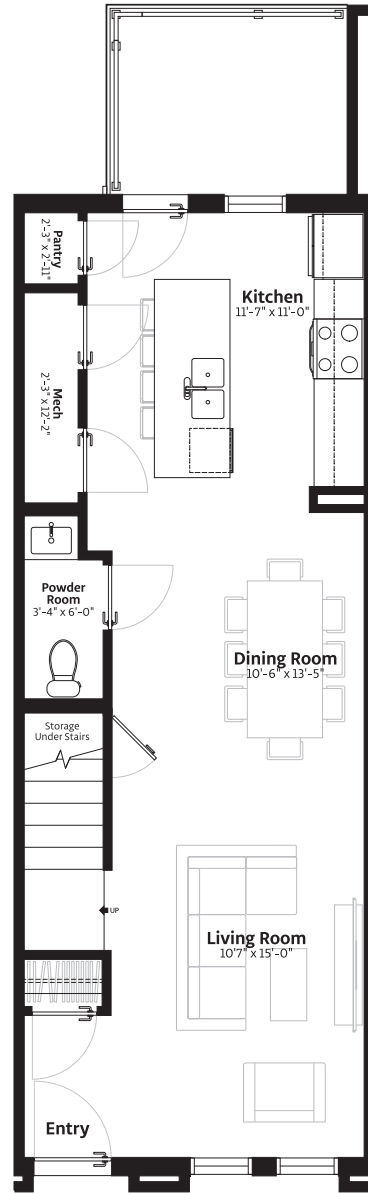 Pantry
2'-3" x 2'-11"
Kitchen
11'-7" x 11'-0"
Mech
2'-3" x 12'-2"
Powder
Room
3'-4" x 6'-0"
Dining Room
10'-6" x 13'-5"
Storage
Under Stairs
UP
Living Room
10'7" x 15'-0"
Entry